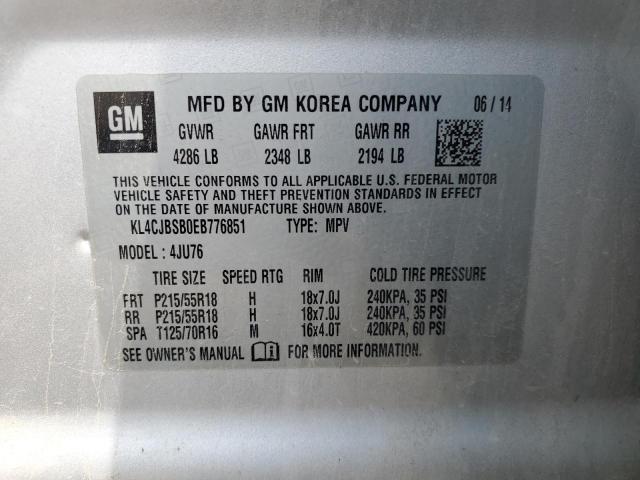 GM MFD BY GM KOREA COMPANY 06/14
GVWR GAWR FRT GAWR RR
4286 LB 2348 LB 2194 LB
THIS VEHICLE CONFORMS TO ALL APPLICABLE U.S. FEDERAL MOTOR
VEHICLE SAFETY AND THEFT PREVENTION STANDARDS IN EFFECT
ON THE DATE OF MANUFACTURE SHOWN ABOVE.
KL4CJBSB0EB776851 TYPE: MPV
MODEL: 4JU76
TIRE SIZE SPEED RTG RIM COLD TIRE PRESSURE
FRT P215/55R18 H 18x7.0J 240KPA, 35 PSI
RR P215/55R18 H 18x7.0J 240KPA, 35 PSI
SPA T125/70R16 M 16x4.0T 420KPA, 60 PSI
SEE OWNER'S MANUAL FOR MORE INFORMATION.